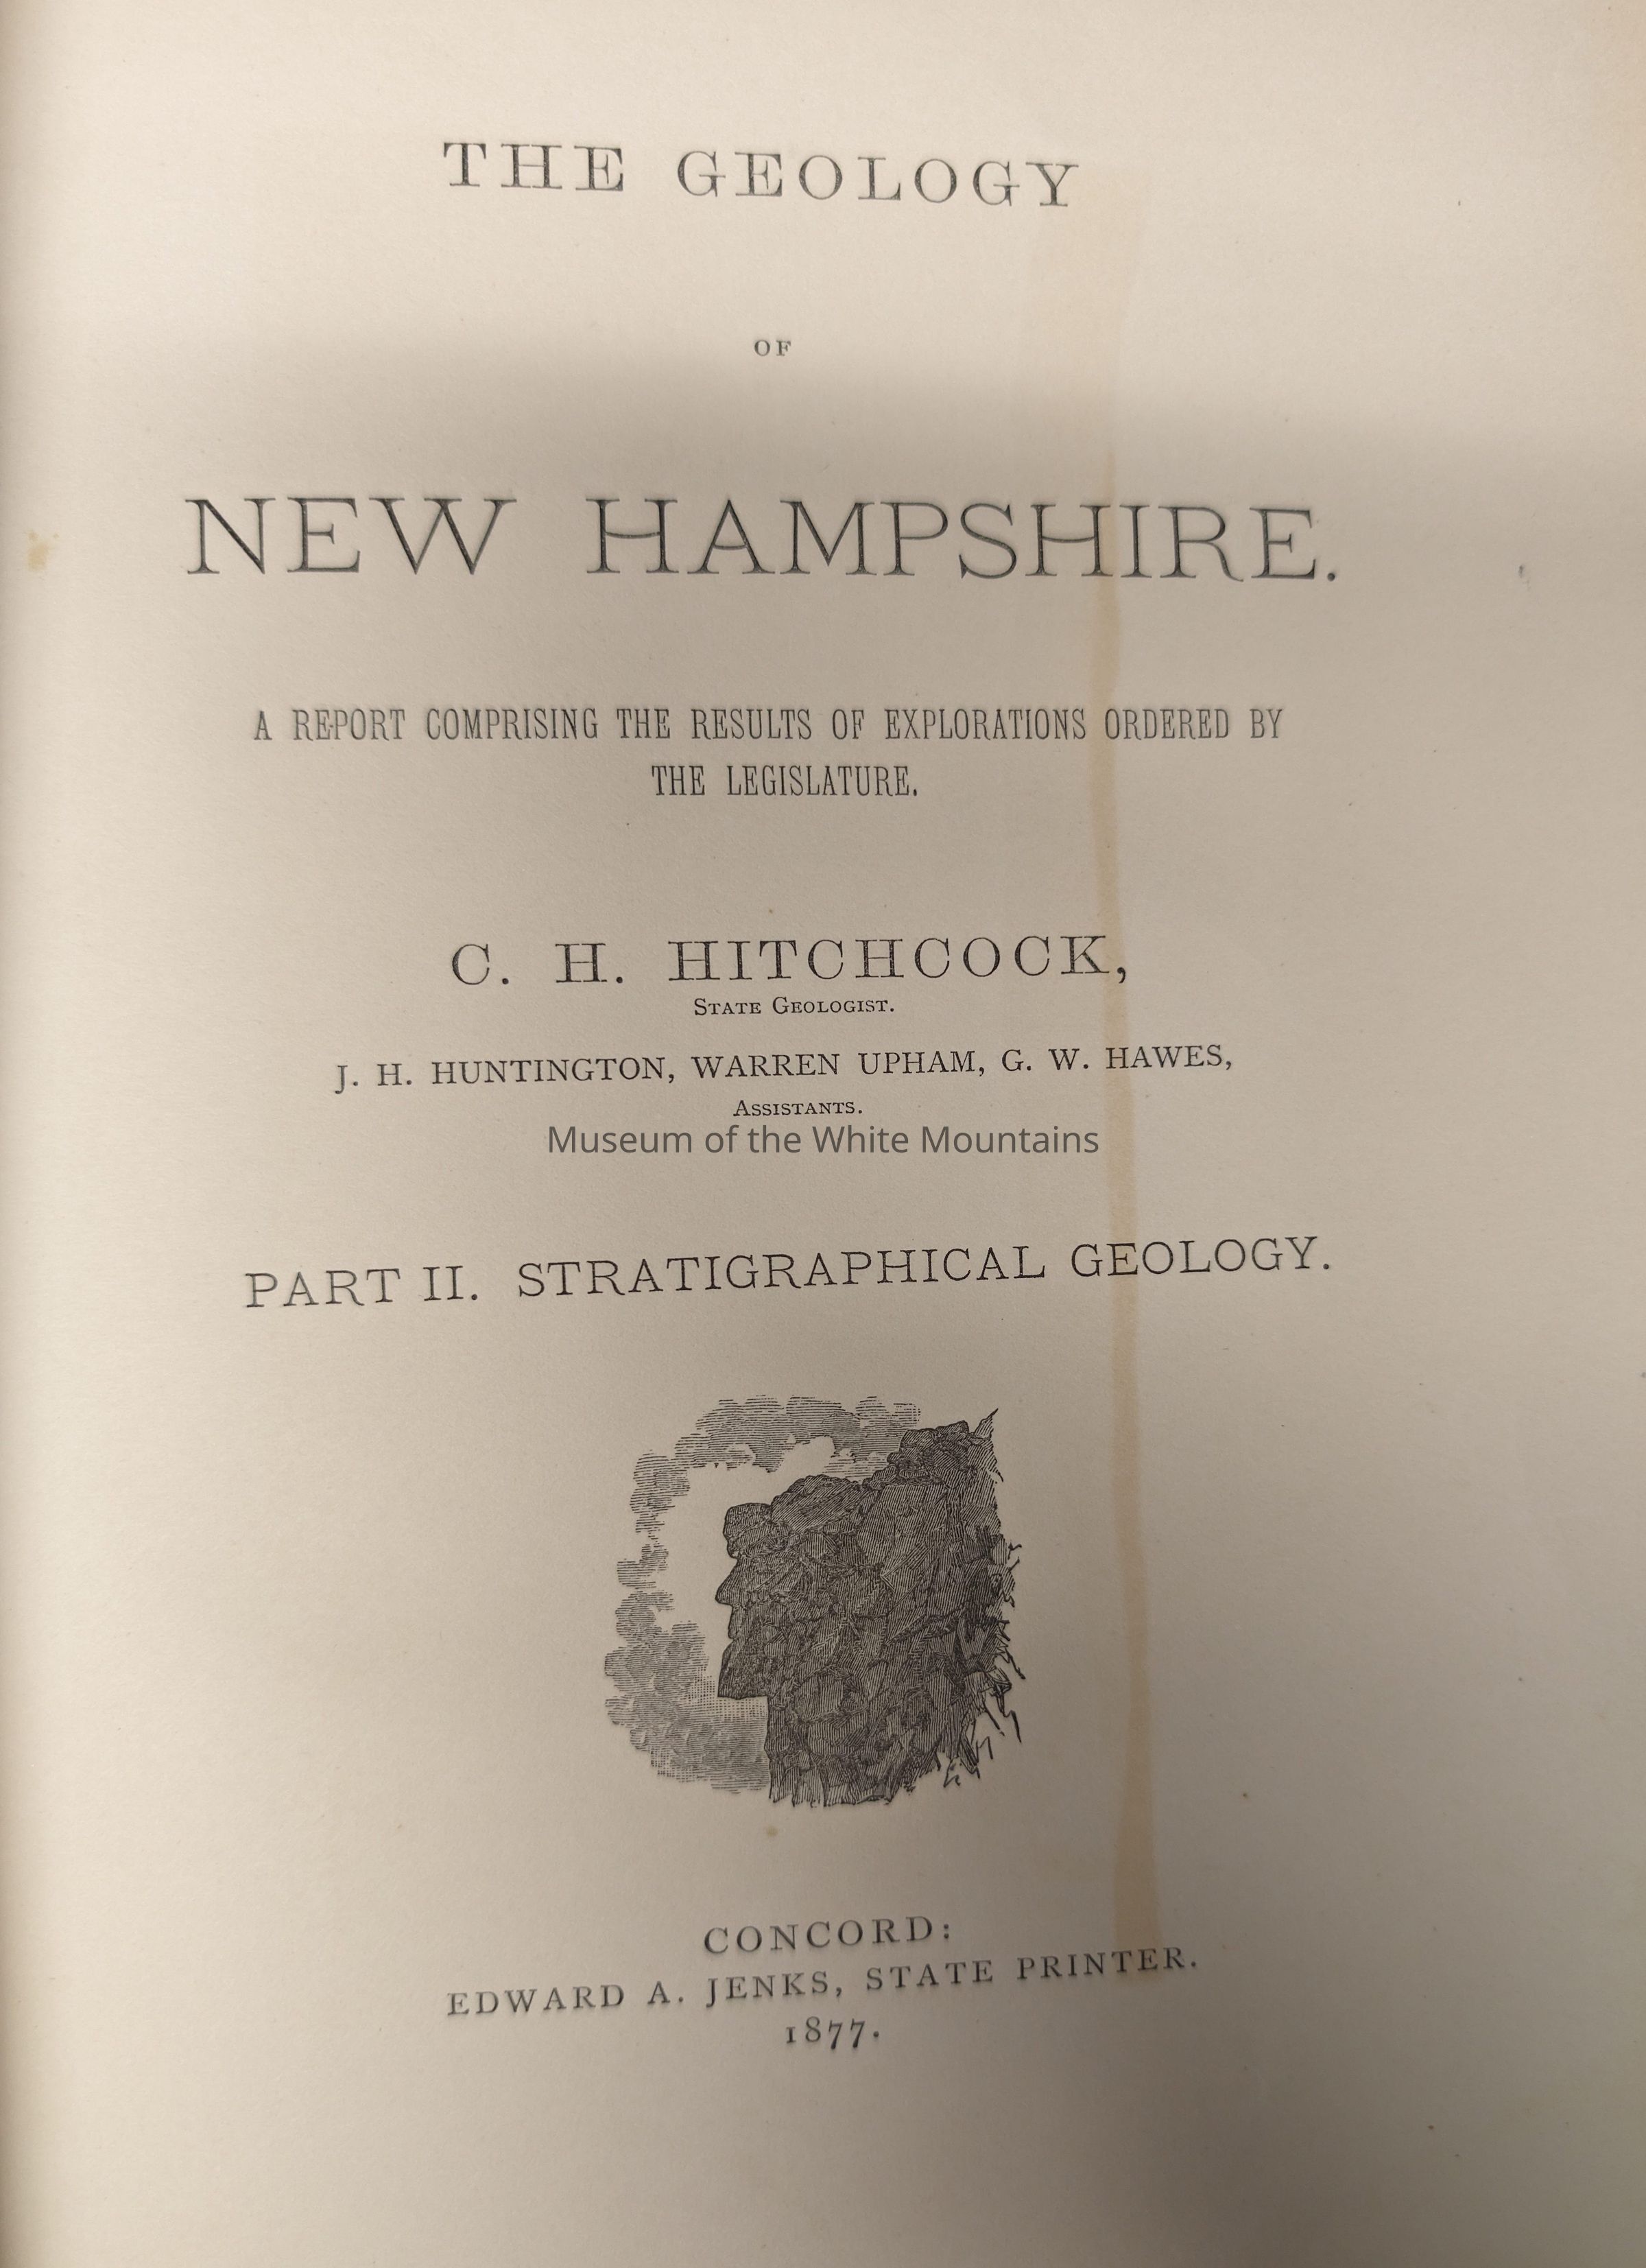 THE GEOLOGY
OF
NEW HAMPSHIRE.
A REPORT COMPRISING THE RESULTS OF EXPLORATIONS ORDERED BY
THE LEGISLATURE.
C. H. HITCHCOCK,
STATE GEOLOGIST.
J. H. HUNTINGTON, WARREN UPHAM, G. W. HAWES,
ASSISTANTS.
Museum of the White Mountains
PART II. STRATIGRAPHICAL GEOLOGY.
CONCORD:
EDWARD A. JENKS, STATE PRINTER.
1877.